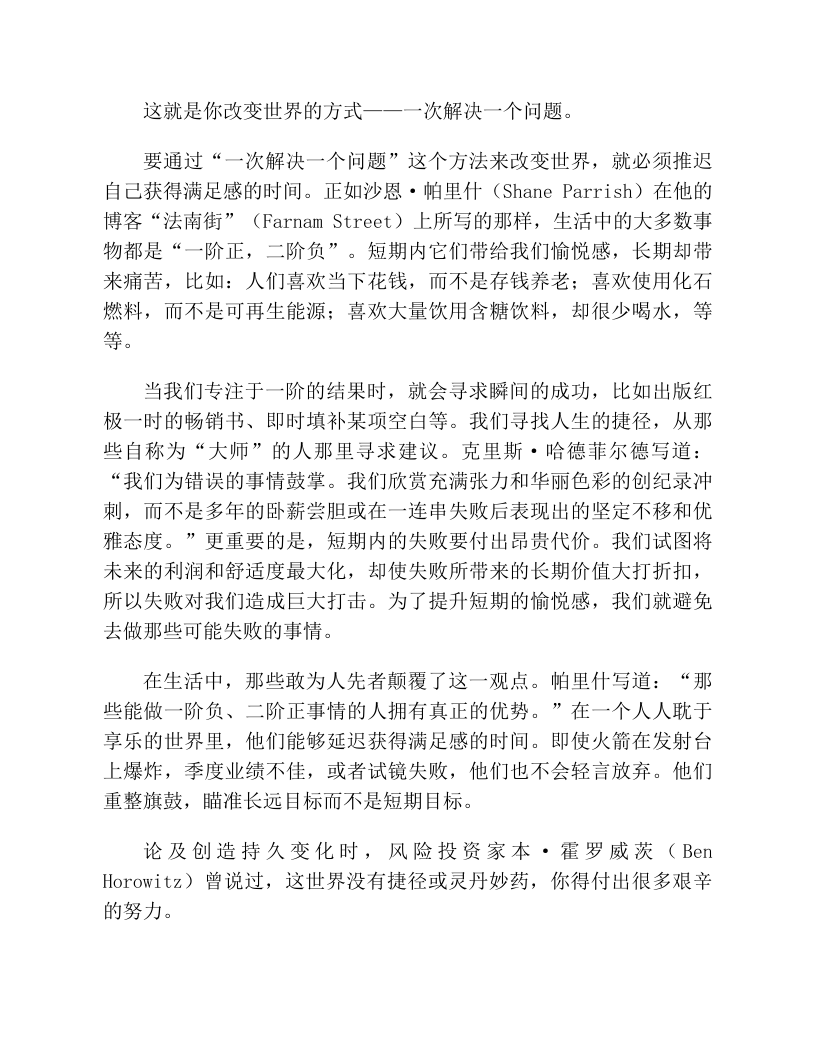 这就是你改变世界的方式——一次解决一个问题。
要通过“一次解决一个问题”这个方法来改变世界，就必须推迟
自己获得满足感的时间。正如沙恩·帕里什（Shane Parrish）在他的
博客“法南街”（Farnam Street）上所写的那样，生活中的大多数事
物都是“一阶正，二阶负”。短期内它们带给我们愉悦感，长期却带
来痛苦，比如：人们喜欢当下花钱，而不是存钱养老；喜欢使用化石
燃料，而不是可再生能源；喜欢大量饮用含糖饮料，却很少喝水，等
等。
当我们专注于一阶的结果时，就会寻求瞬间的成功，比如出版红
极一时的畅销书、即时填补某项空白等。我们寻找人生的捷径，从那
些自称为“大师”的人那里寻求建议。克里斯·哈德菲尔德写道：
“我们为错误的事情鼓掌。我们欣赏充满张力和华丽色彩的创纪录冲
刺，而不是多年的卧薪尝胆或在一连串失败后表现出的坚定不移和优
雅态度。”更重要的是，短期内的失败要付出昂贵代价。我们试图将
未来的利润和舒适度最大化，却使失败所带来的长期价值大打折扣，
所以失败对我们造成巨大打击。为了提升短期的愉悦感，我们就避免
去做那些可能失败的事情。
在生活中，那些敢为人先者颠覆了这一观点。帕里什写道：“那
些能做一阶负、二阶正事情的人拥有真正的优势。”在一个人人耽于
享乐的世界里，他们能够延迟获得满足感的时间。即使火箭在发射台
上爆炸，季度业绩不佳，或者试镜失败，他们也不会轻言放弃。他们
重整旗鼓，瞄准长远目标而不是短期目标。
论及创造持久变化时，风险投资家本·霍罗威茨（Ben
Horowitz）曾说过，这世界没有捷径或灵丹妙药，你得付出很多艰辛
的努力。